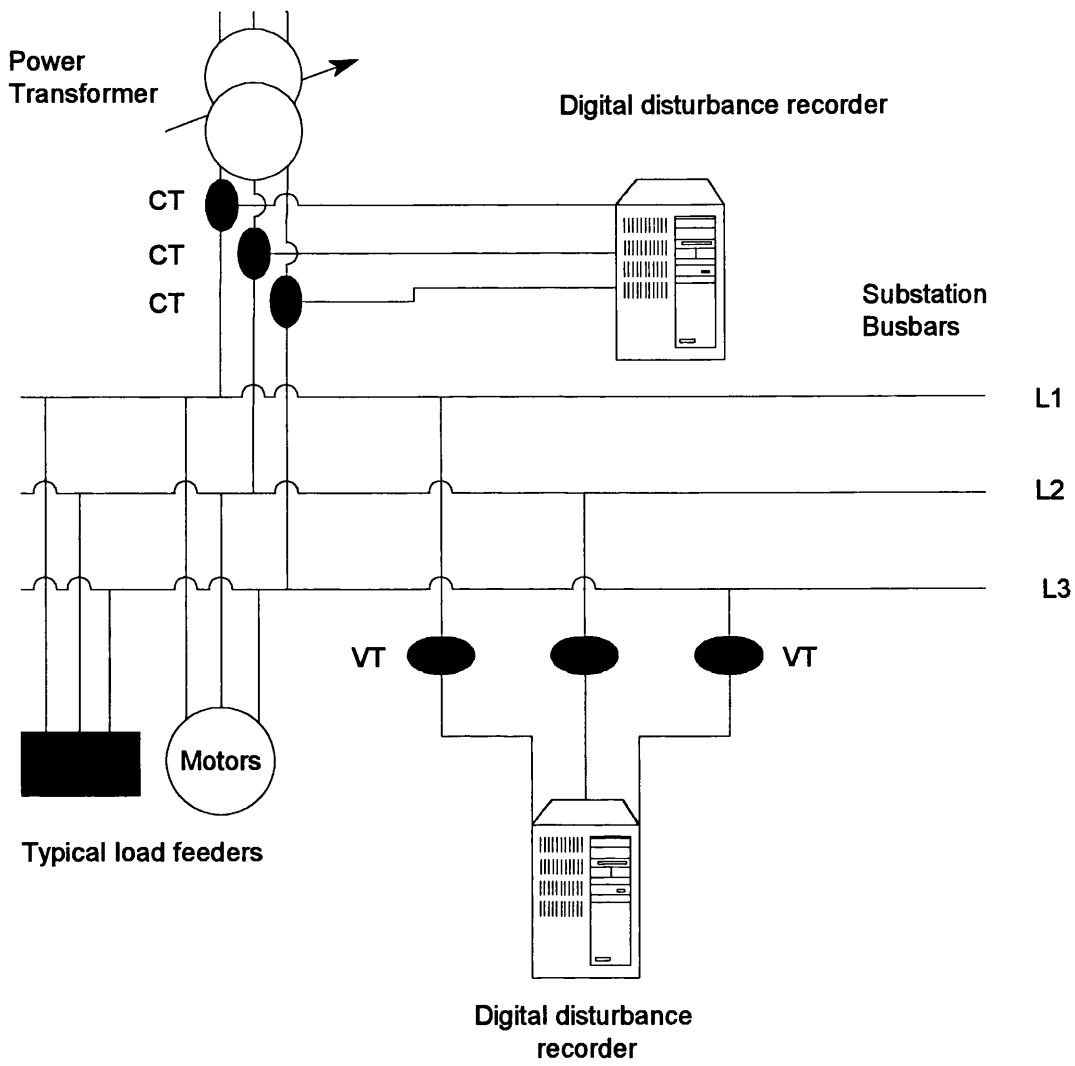 Power
Transformer
Digital disturbance recorder
CT
CT
CT
Substation
Busbars
L1
L2
L3
VT
VT
Motors
Typical load feeders
Digital disturbance
recorder